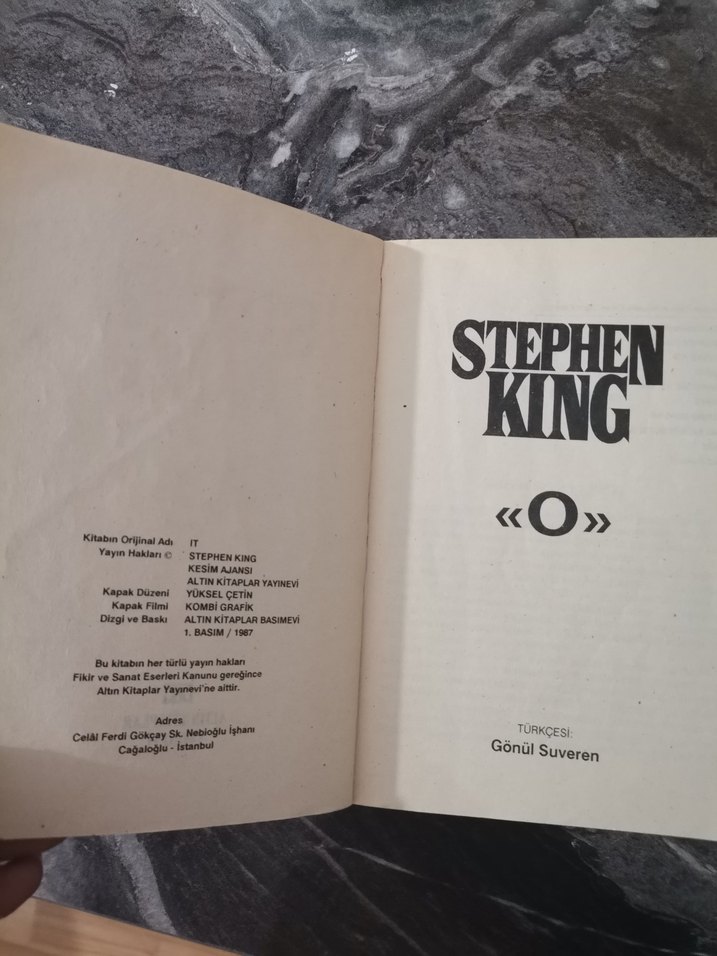 Kitabın Orijinal Adı IT
Yayın Hakları © STEPHEN KING
KESİM AJANSI
ALTIN KİTAPLAR YAYINEVİ
Kapak Düzeni YÜKSEL ÇETİN
Kapak Filmi KOMBİ GRAFİK
Dizgi ve Baskı ALTIN KİTAPLAR BASIMEVİ
1. BASIM / 1987
Bu kitabın her türlü yayın hakları
Fikir ve Sanat Eserleri Kanunu gereğince
Altın Kitaplar Yayınevi'ne aittir.
Adres
Celâl Ferdi Gökçay Sk. Nebioğlu İşhanı
Cağaloğlu - İstanbul
STEPHEN
KING
«O»
TÜRKÇESİ:
Gönül Suveren